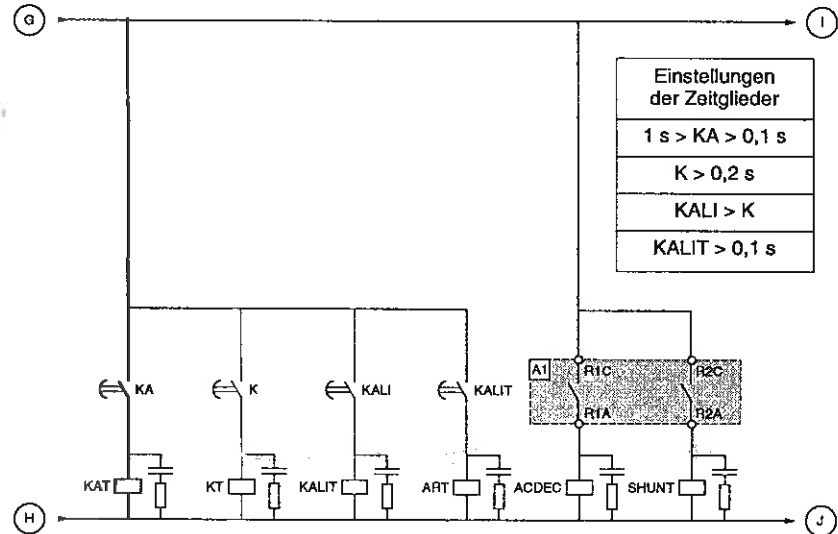 G
I
Einstellungen
der Zeitglieder
1 s > KA > 0,1 s
K > 0,2 s
KALI > K
KALIT > 0,1 s
A1
R1C
R2C
KA
K
KALI
KALIT
R1A
R2A
KAT
KT
KALIT
ART
ACDEC
SHUNT
H
J